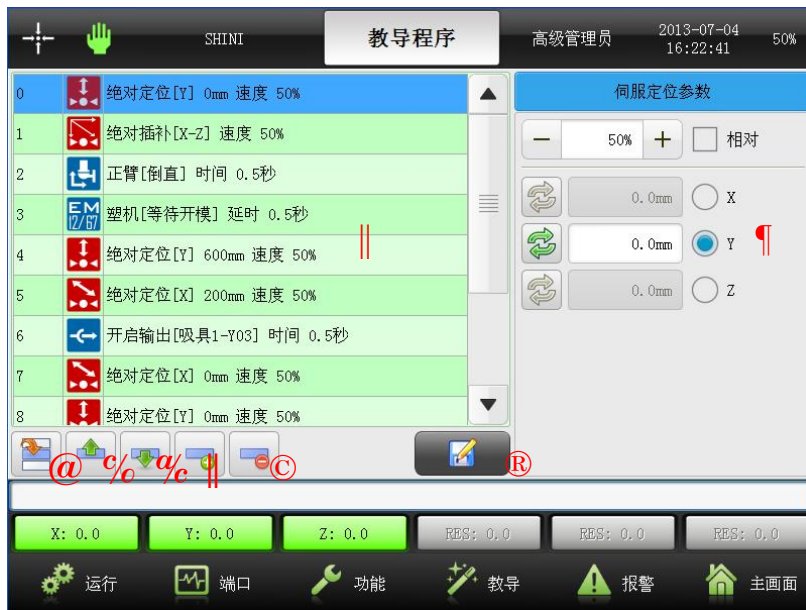 SHINI 教导程序 高级管理员 2013-07-04 16:22:41 50%
0 绝对定位[Y] 0mm 速度 50%
1 绝对插补[X-Z] 速度 50%
2 正臂[倒直] 时间 0.5秒
EM 12/67
3 塑机[等待开模] 延时 0.5秒
4 绝对定位[Y] 600mm 速度 50%
5 绝对定位[X] 200mm 速度 50%
6 开启输出[吸具1-Y03] 时间 0.5秒
7 绝对定位[X] 0mm 速度 50%
8 绝对定位[Y] 0mm 速度 50%
‖
伺服定位参数
− 50% + 相对
0.0mm X
0.0mm Y ¶
0.0mm Z
@ ℅ ℀ ‖ © ®
X: 0.0 Y: 0.0 Z: 0.0 RES: 0.0 RES: 0.0 RES: 0.0
运行 端口 功能 教导 报警 主画面